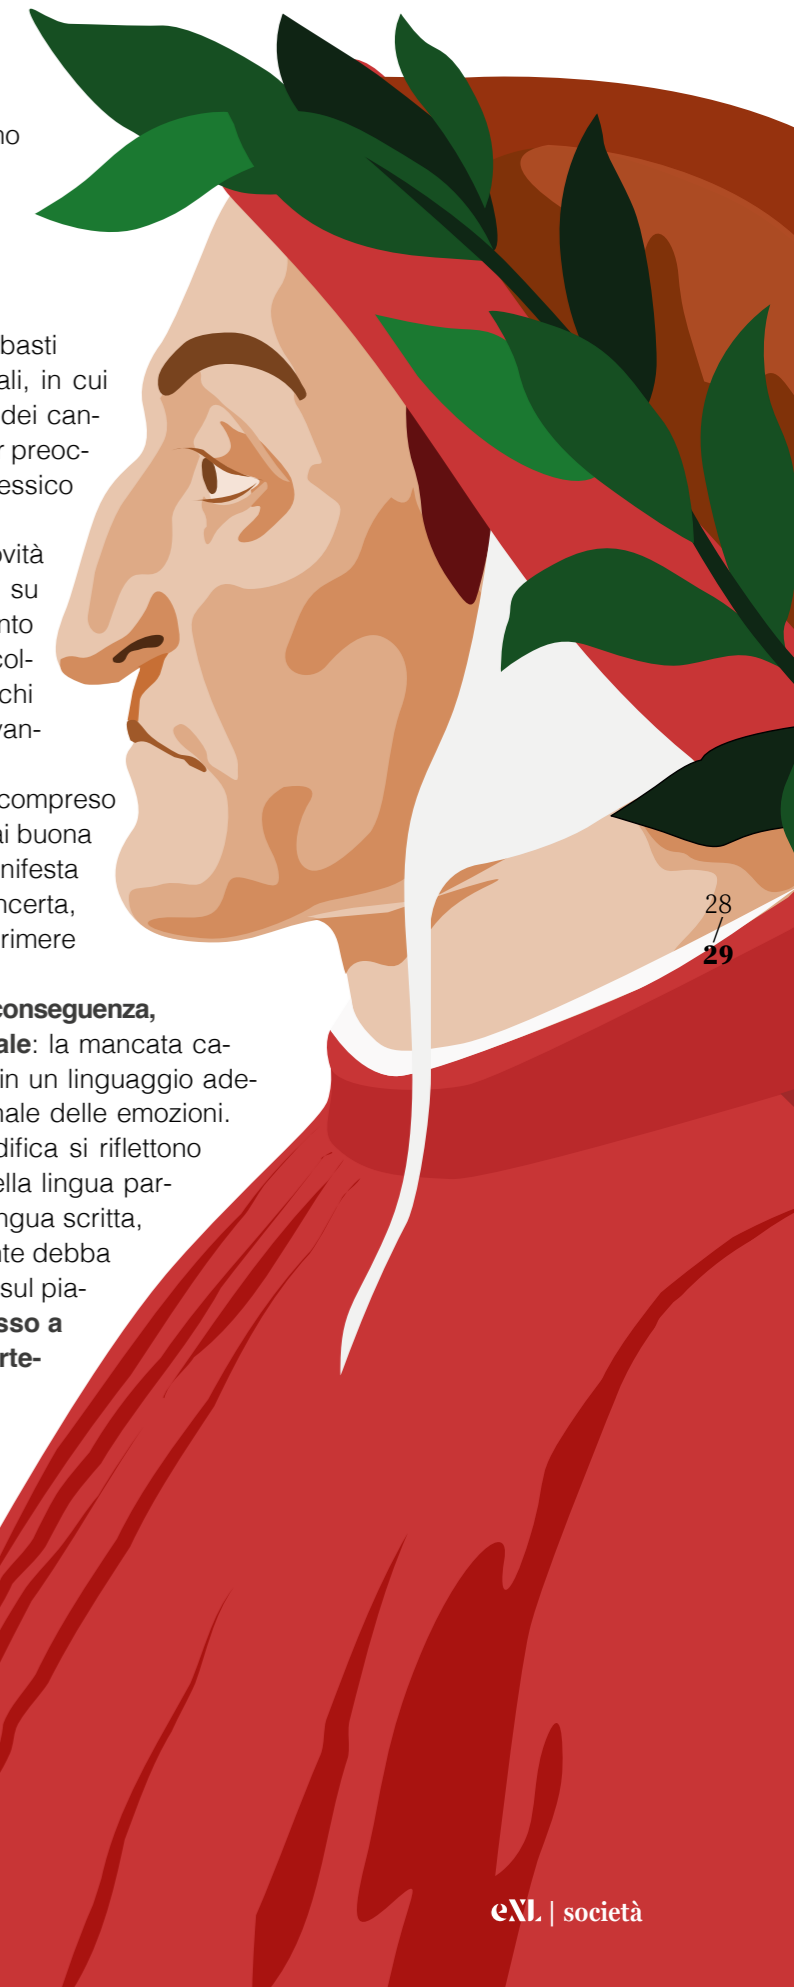 no
basti
ali, in cui
dei can-
r preoc-
essico
ovità
su
nto
col-
chi
van-
compreso
ai buona
nifesta
ncerta,
rimere
conseguenza,
ale: la mancata ca-
in un linguaggio ade-
nale delle emozioni.
difica si riflettono
ella lingua par-
ngua scritta,
nte debba
sul pia-
sso a
rte-
28
29
eXL | società